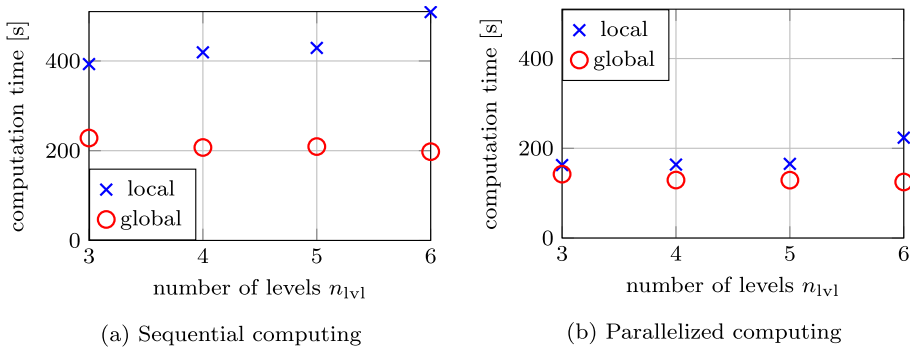 computation time [s]
400
200
0
local
global
3
4
5
6
number of levels n_lvl
(a) Sequential computing
computation time [s]
400
200
0
local
global
3
4
5
6
number of levels n_lvl
(b) Parallelized computing